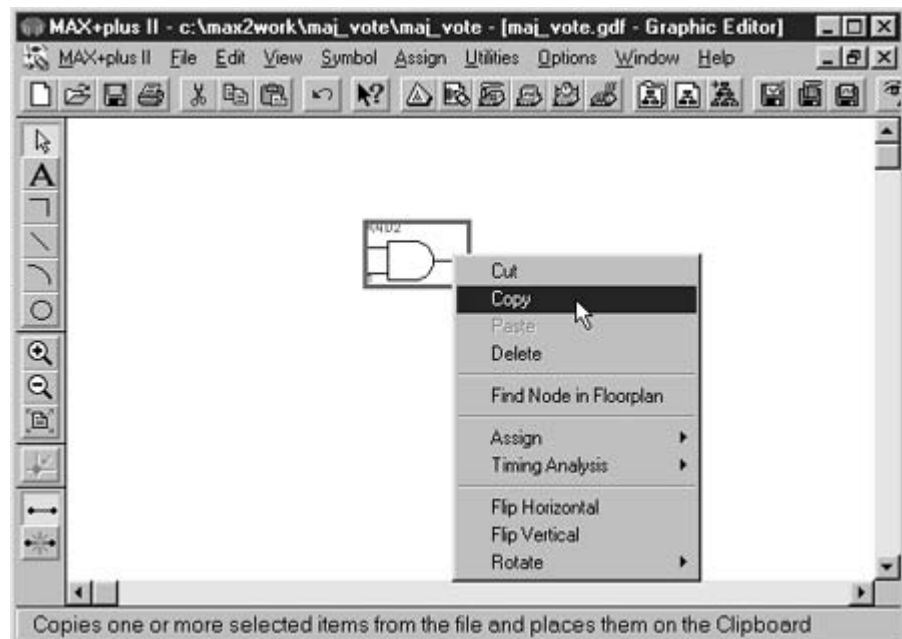 MAX+plus II - c:\max2work\maj_vote\maj_vote - [maj_vote.gdf - Graphic Editor]
MAX+plus II File Edit View Symbol Assign Utilities Options Window Help
A
Cut
Copy
Paste
Delete
Find Node in Floorplan
Assign
Timing Analysis
Flip Horizontal
Flip Vertical
Rotate
Copies one or more selected items from the file and places them on the Clipboard